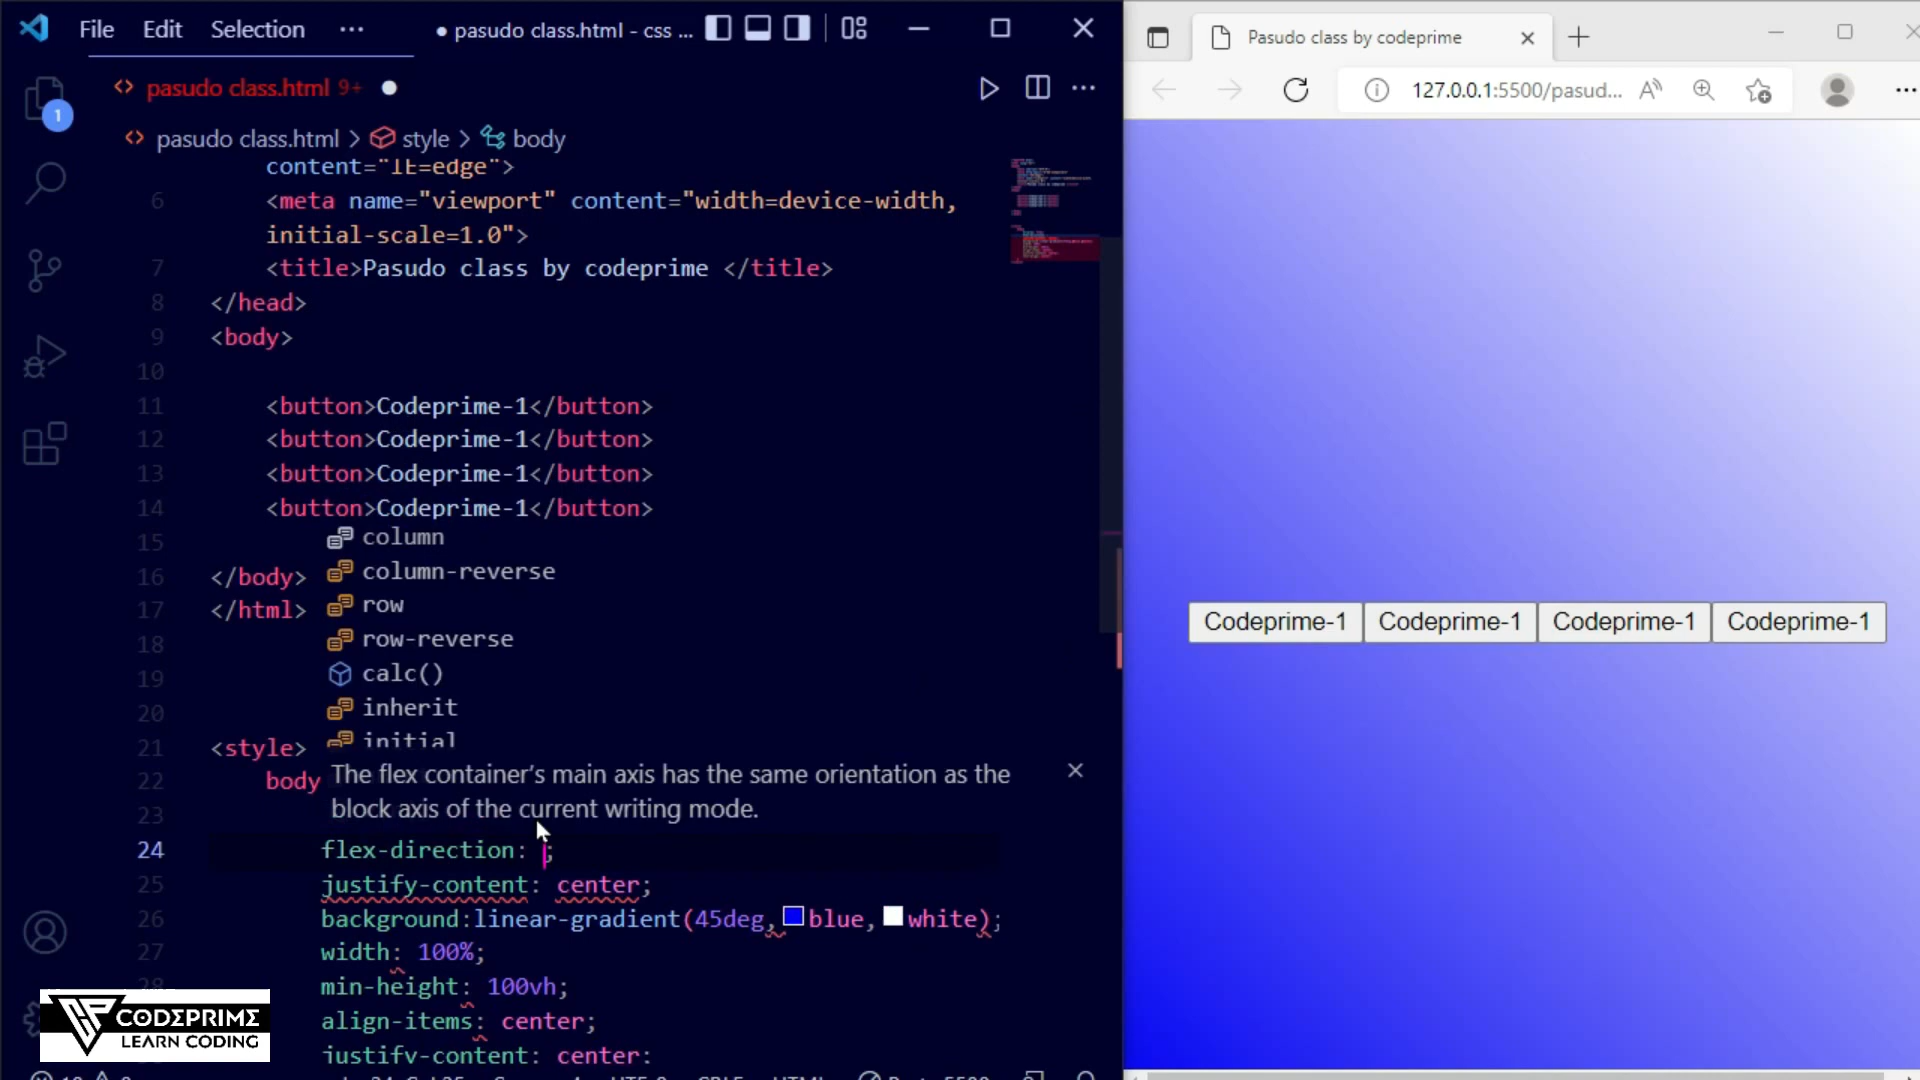 File Edit Selection ··· ● pasudo class.html - css ...
pasudo class.html 9+ ●
pasudo class.html > style > body
content="IE=edge">
6 <meta name="viewport" content="width=device-width,
initial-scale=1.0">
7 <title>Pasudo class by codeprime </title>
8 </head>
9 <body>
10
11 <button>Codeprime-1</button>
12 <button>Codeprime-1</button>
13 <button>Codeprime-1</button>
14 <button>Codeprime-1</button>
15
column
column-reverse
16 </body>
row
17 </html>
row-reverse
18
calc()
19
inherit
20
initial
21 <style>
22 body
The flex container's main axis has the same orientation as the
block axis of the current writing mode.
23
24 flex-direction: ;
25 justify-content: center;
26 background:linear-gradient(45deg, blue, white);
27 width: 100%;
28 min-height: 100vh;
align-items: center;
justify-content: center;
CODEPRIME
LEARN CODING
Pasudo class by codeprime
127.0.0.1:5500/pasud...
Codeprime-1 Codeprime-1 Codeprime-1 Codeprime-1
1